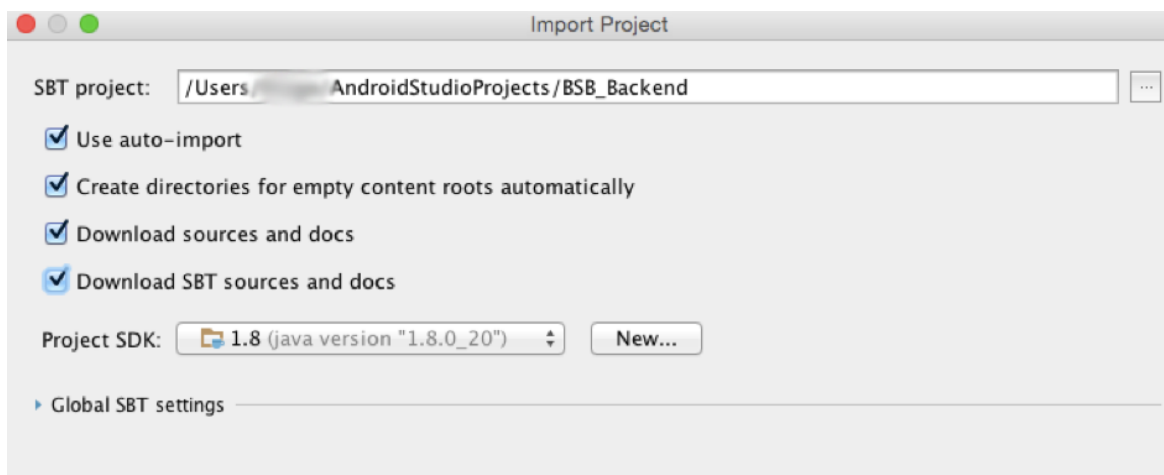 Import Project
SBT project: /Users/ AndroidStudioProjects/BSB_Backend ...
Use auto-import
Create directories for empty content roots automatically
Download sources and docs
Download SBT sources and docs
Project SDK: 1.8 (java version "1.8.0_20") New...
Global SBT settings